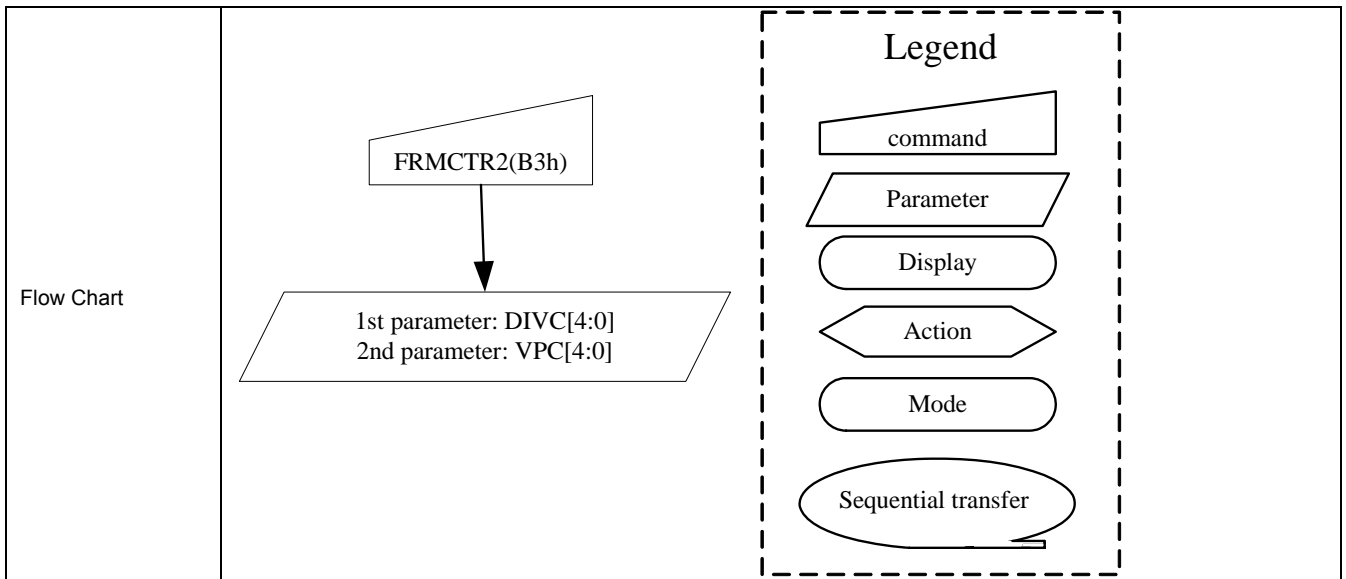 Flow Chart
FRMCTR2(B3h)
1st parameter: DIVC[4:0]
2nd parameter: VPC[4:0]
Legend
command
Parameter
Display
Action
Mode
Sequential transfer